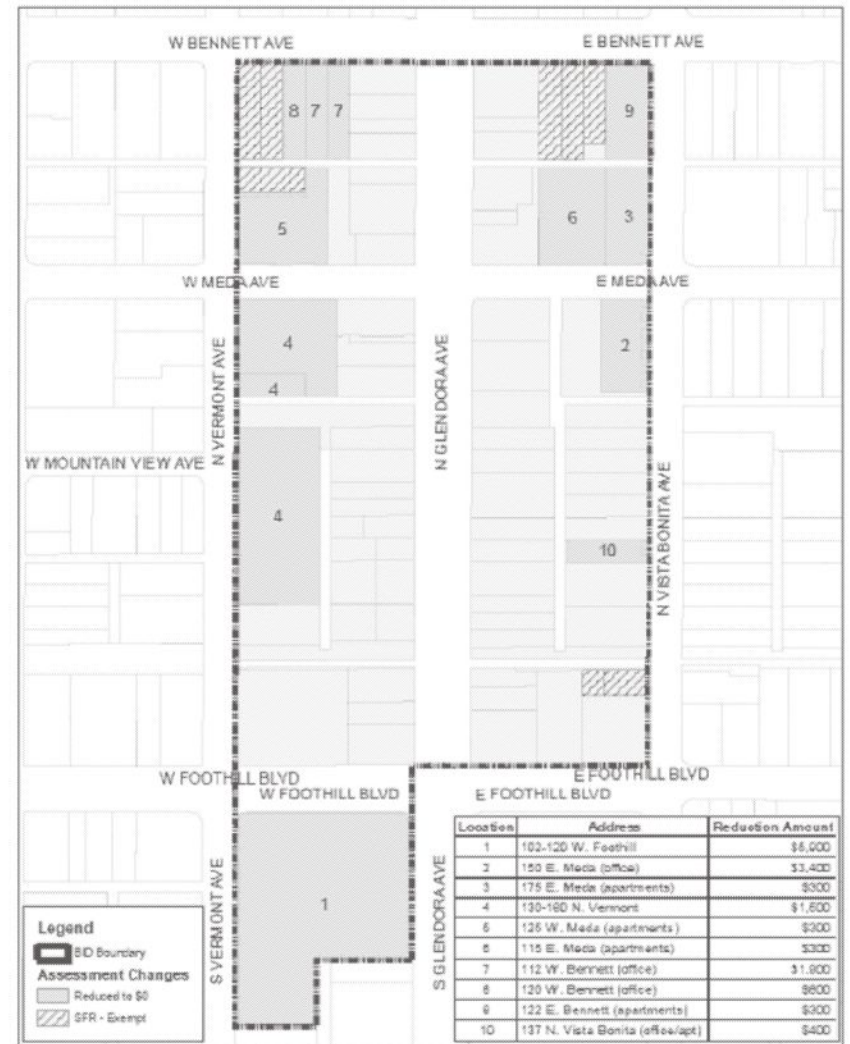 W BENNETT AVE
E BENNETT AVE
8 7 7
9
5
6
3
W MEDA AVE
E MEDA AVE
4
2
4
N VERMONT AVE
N GLENDORA AVE
W MOUNTAIN VIEW AVE
4
10
N VISTA BONITA AVE
W FOOTHILL BLVD
E FOOTHILL BLVD
W FOOTHILL BLVD
E FOOTHILL BLVD
1
S VERMONT AVE
S GLENDORA AVE
Legend
BID Boundary
Assessment Changes
Reduced to $0
SFR - Exempt
Location Address Reduction Amount
1 102-120 W. Foothill
2 150 E. Meda (office) $3,400
3 175 E. Meda (apartments) $300
4 130-180 N. Vermont
5 125 W. Meda (apartments) $300
6 115 E. Meda (apartments) $300
7 112 W. Bennett (office) $1,900
8 120 W. Bennett (office) $600
9 122 E. Bennett (apartments) $300
10 137 N. Vista Bonita (office/apt) $400